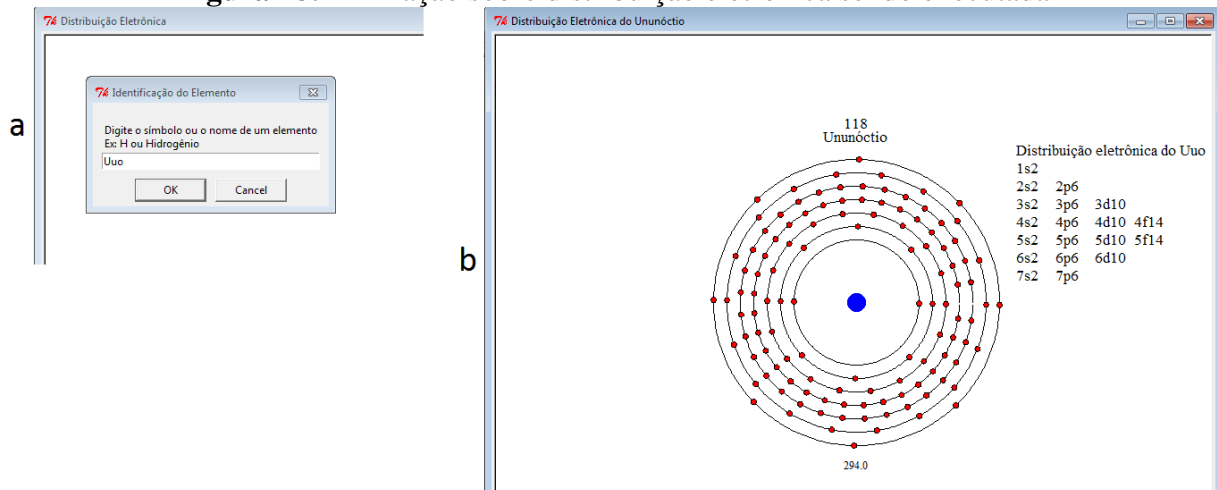 Distribuição Eletrônica
Identificação do Elemento
Digite o símbolo ou o nome de um elemento
Ex: H ou Hidrogênio
Uuo
OK Cancel
a
Distribuição Eletrônica do Ununóctio
118
Ununóctio
Distribuição eletrônica do Uuo
1s2
2s2 2p6
3s2 3p6 3d10
4s2 4p6 4d10 4f14
5s2 5p6 5d10 5f14
6s2 6p6 6d10
7s2 7p6
294.0
b